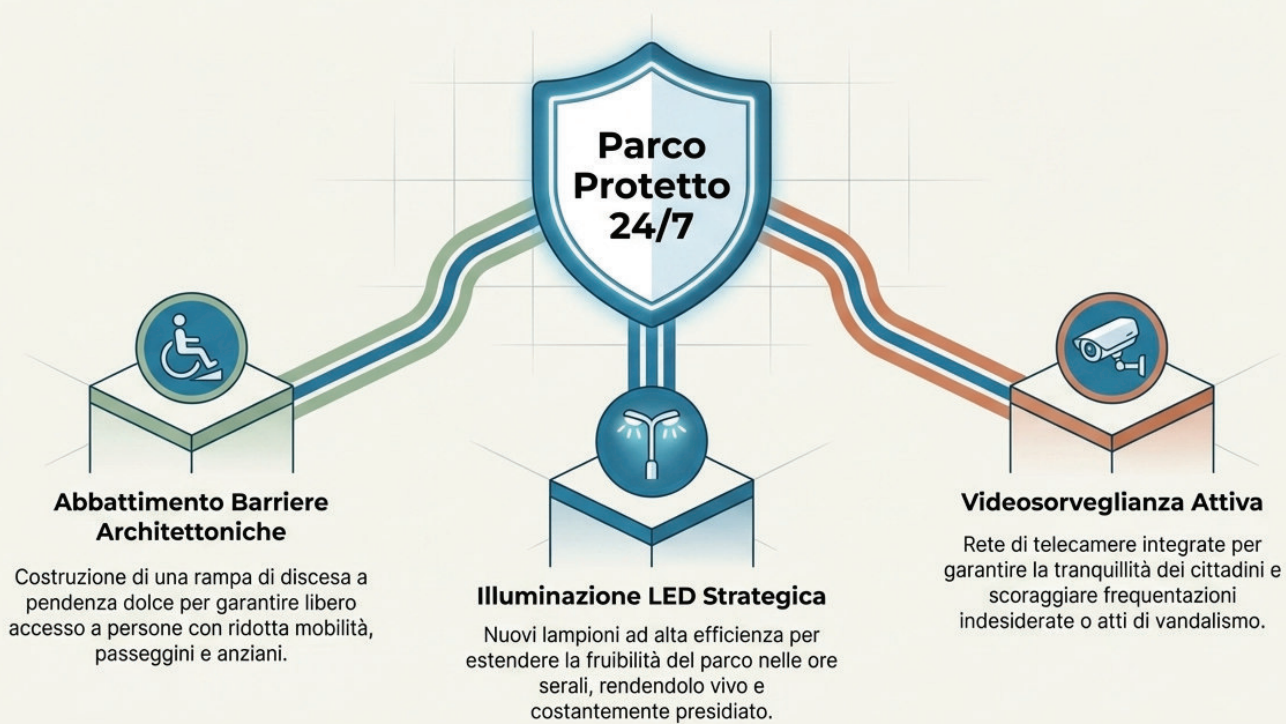 Parco
Protetto
24/7
Abbattimento Barriere
Architettoniche
Costruzione di una rampa di discesa a
pendenza dolce per garantire libero
accesso a persone con ridotta mobilità,
passeggini e anziani.
Illuminazione LED Strategica
Nuovi lampioni ad alta efficienza per
estendere la fruibilità del parco nelle ore
serali, rendendolo vivo e
costantemente presidiato.
Videosorveglianza Attiva
Rete di telecamere integrate per
garantire la tranquillità dei cittadini e
scoraggiare frequentazioni
indesiderate o atti di vandalismo.